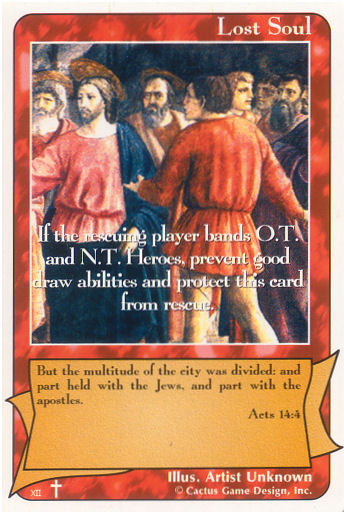 Lost Soul
If the rescuing player bands O.T.
and N.T. Heroes, prevent good
draw abilities and protect this card
from rescue.
But the multitude of the city was divided: and
part held with the Jews, and part with the
apostles.
Acts 14:4
Illus. Artist Unknown
XII © Cactus Game Design, Inc.